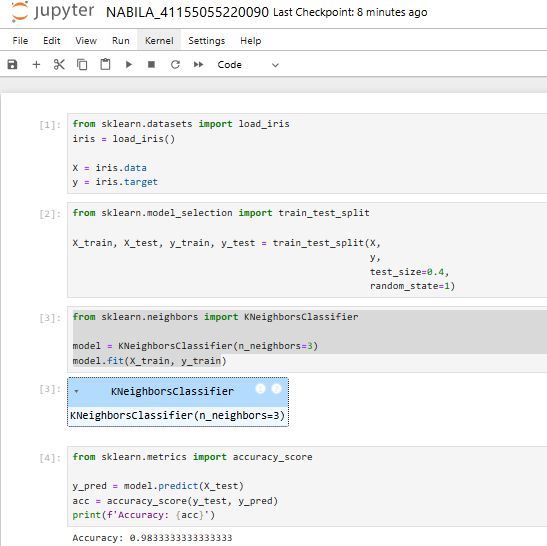 jupyter NABILA_41155055220090 Last Checkpoint: 8 minutes ago
File Edit View Run Kernel Settings Help
Code
[1]: from sklearn.datasets import load_iris
iris = load_iris()
X = iris.data
y = iris.target
[2]: from sklearn.model_selection import train_test_split
X_train, X_test, y_train, y_test = train_test_split(X,
y,
test_size=0.4,
random_state=1)
[3]: from sklearn.neighbors import KNeighborsClassifier
model = KNeighborsClassifier(n_neighbors=3)
model.fit(X_train, y_train)
[3]: KNeighborsClassifier
KNeighborsClassifier(n_neighbors=3)
[4]: from sklearn.metrics import accuracy_score
y_pred = model.predict(X_test)
acc = accuracy_score(y_test, y_pred)
print(f'Accuracy: {acc}')
Accuracy: 0.9833333333333333